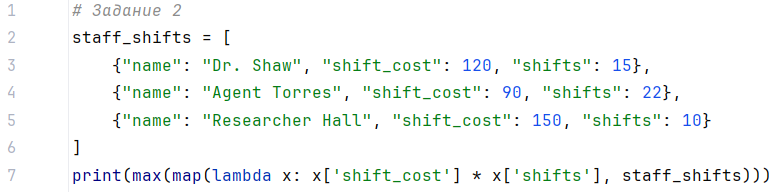 1 # Задание 2
2 staff_shifts = [
3     {"name": "Dr. Shaw", "shift_cost": 120, "shifts": 15},
4     {"name": "Agent Torres", "shift_cost": 90, "shifts": 22},
5     {"name": "Researcher Hall", "shift_cost": 150, "shifts": 10}
6 ]
7 print(max(map(lambda x: x['shift_cost'] * x['shifts'], staff_shifts)))